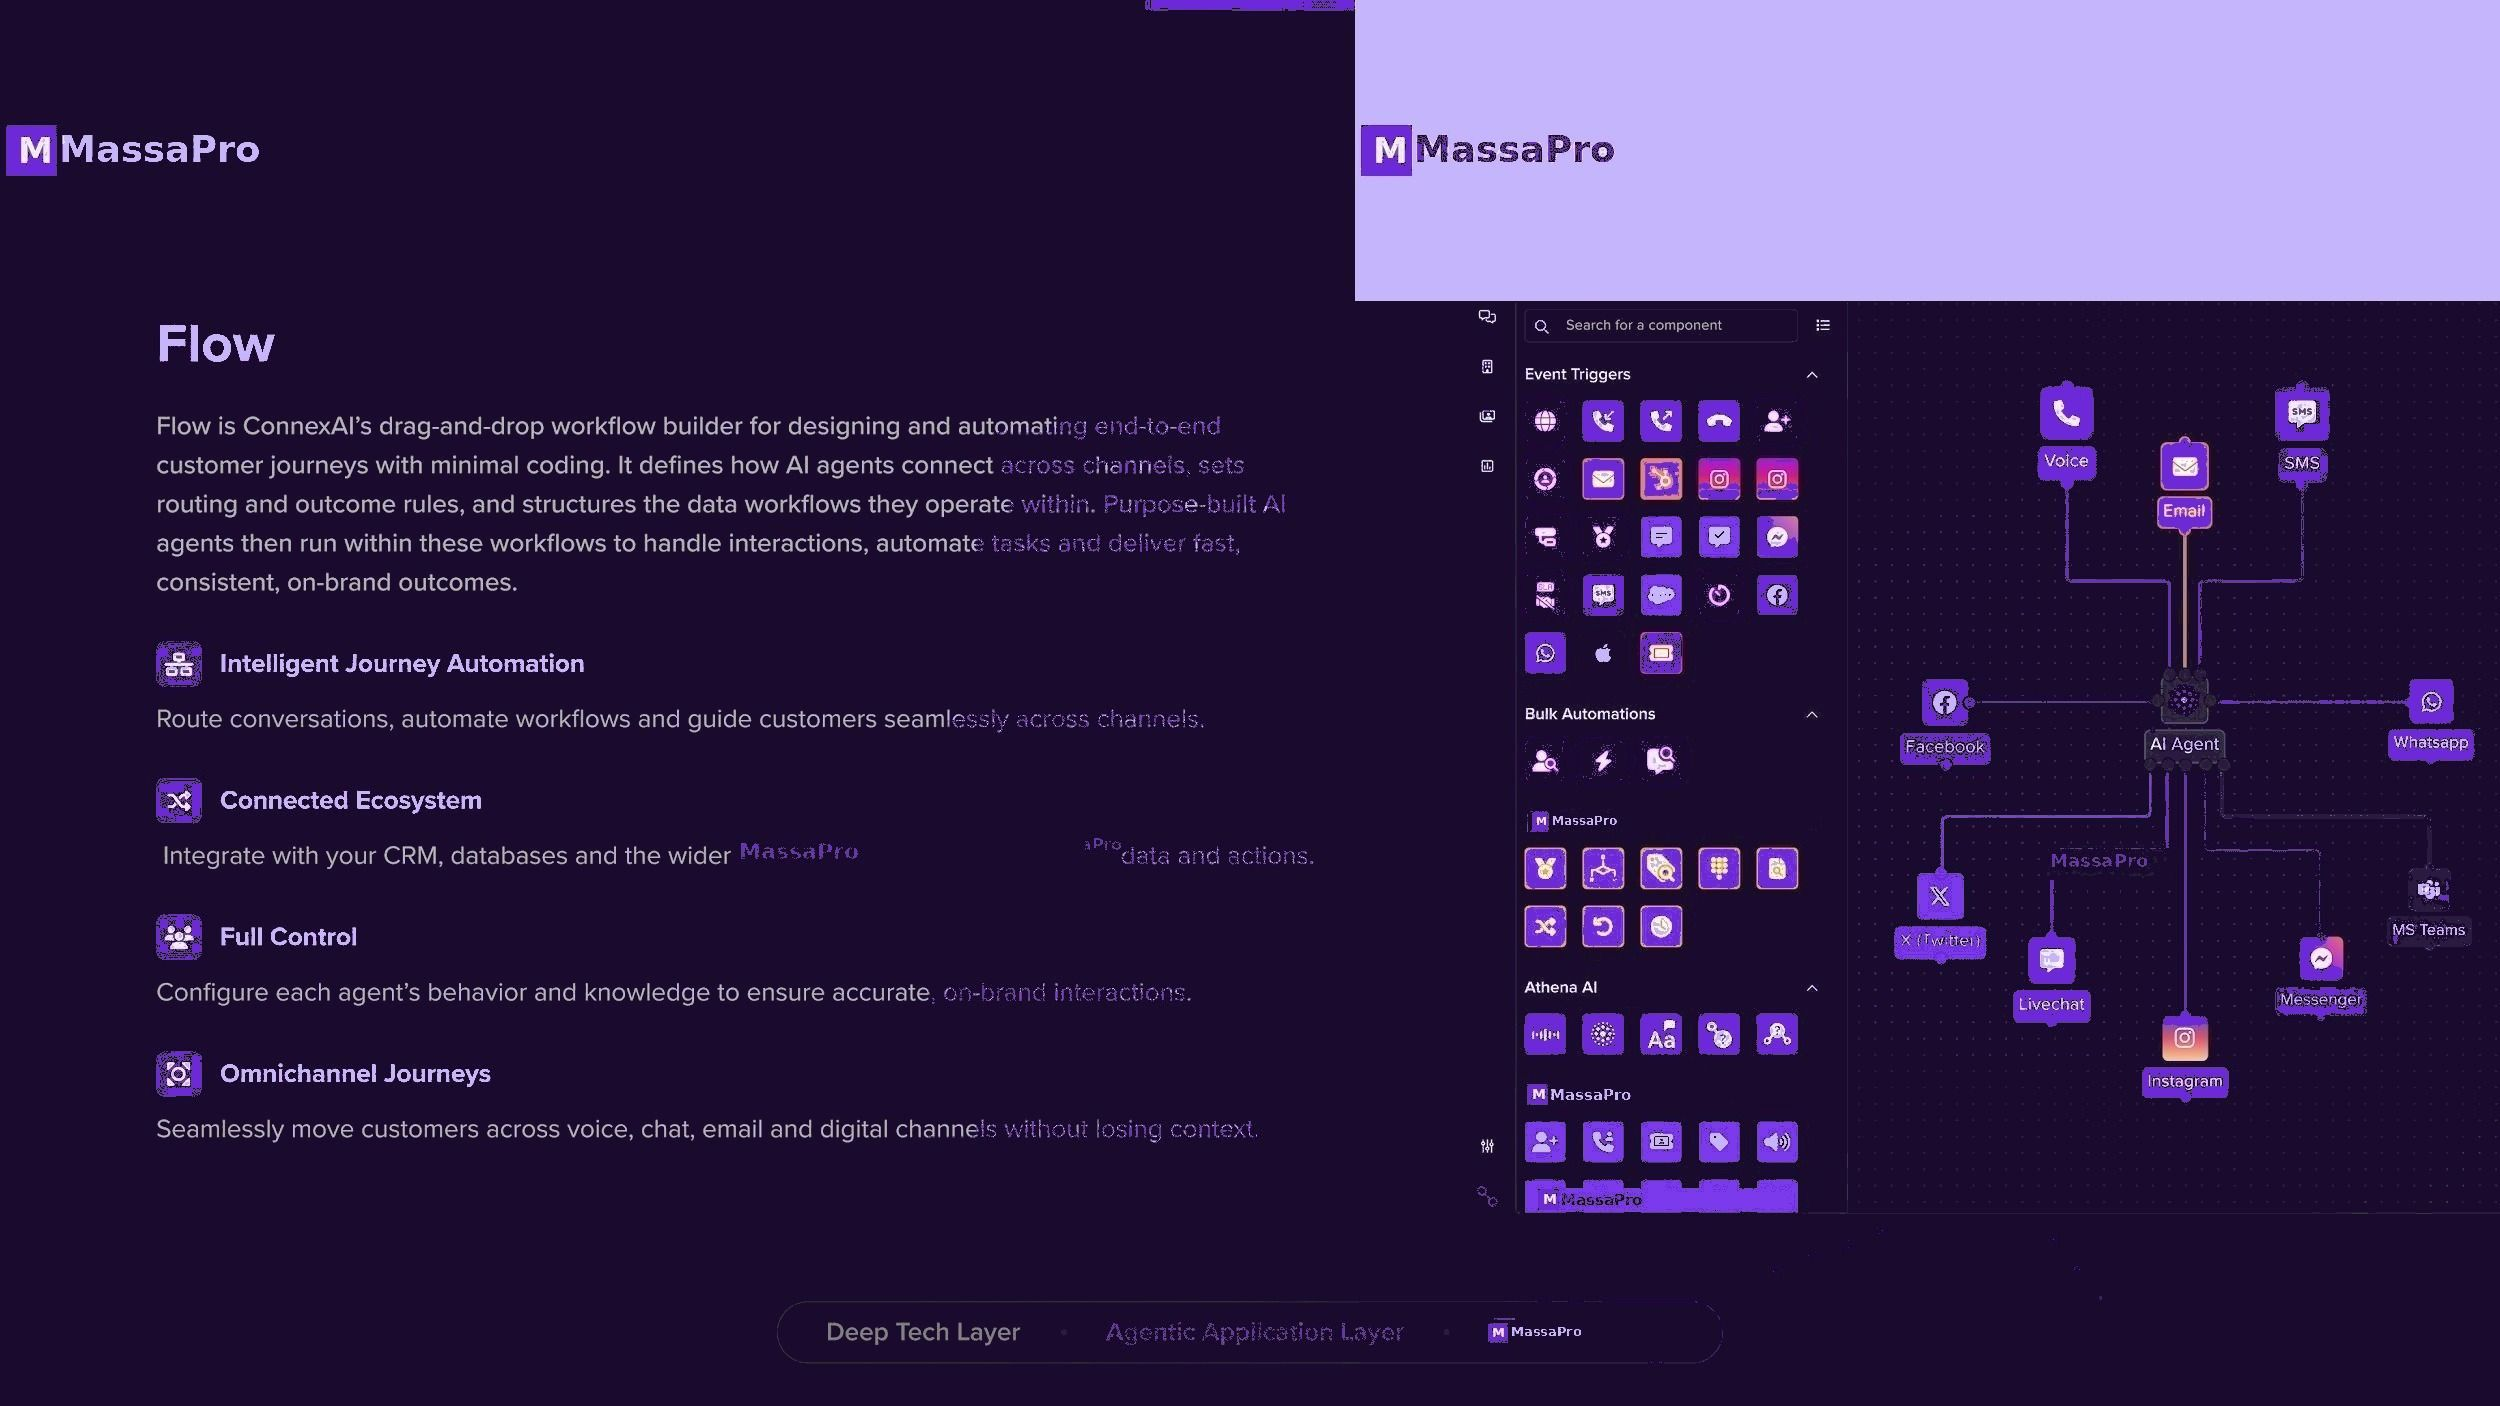 M MassaPro
M MassaPro
Flow
Flow is ConnexAI's drag-and-drop workflow builder for designing and automating end-to-end
customer journeys with minimal coding. It defines how AI agents connect across channels, sets
routing and outcome rules, and structures the data workflows they operate within. Purpose-built AI
agents then run within these workflows to handle interactions, automate tasks and deliver fast,
consistent, on-brand outcomes.
Intelligent Journey Automation
Route conversations, automate workflows and guide customers seamlessly across channels.
Connected Ecosystem
Integrate with your CRM, databases and the wider MassaPro aPro data and actions.
Full Control
Configure each agent's behavior and knowledge to ensure accurate, on-brand interactions.
Omnichannel Journeys
Seamlessly move customers across voice, chat, email and digital channels without losing context.
Search for a component
Event Triggers
SMS
Bulk Automations
M MassaPro
Athena AI
Aa
M MassaPro
M MassaPro
Voice
SMS
SMS
Email
Facebook
AI Agent
Whatsapp
MassaPro
X (Twitter)
MS Teams
Livechat
Messenger
Instagram
Deep Tech Layer
Agentic Application Layer
M MassaPro